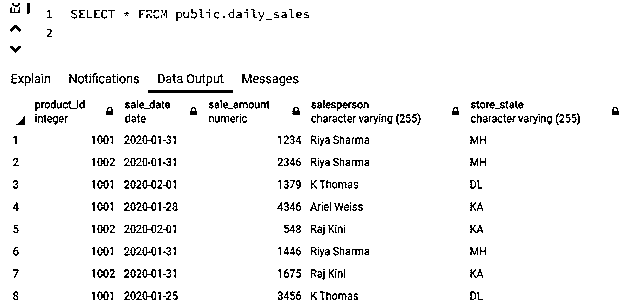 1 SELECT * FROM public.daily_sales
2
Explain Notifications Data Output Messages
product_id sale_date sale_amount salesperson store_state
integer date numeric character varying (255) character varying (255)
1 1001 2020-01-31 1234 Riya Sharma MH
2 1002 2020-01-31 2346 Riya Sharma MH
3 1001 2020-02-01 1379 K Thomas DL
4 1001 2020-01-28 4346 Ariel Weiss KA
5 1002 2020-02-01 548 Raj Kini KA
6 1001 2020-01-31 1446 Riya Sharma MH
7 1002 2020-01-31 1675 Raj Kini KA
8 1001 2020-01-25 3456 K Thomas DL